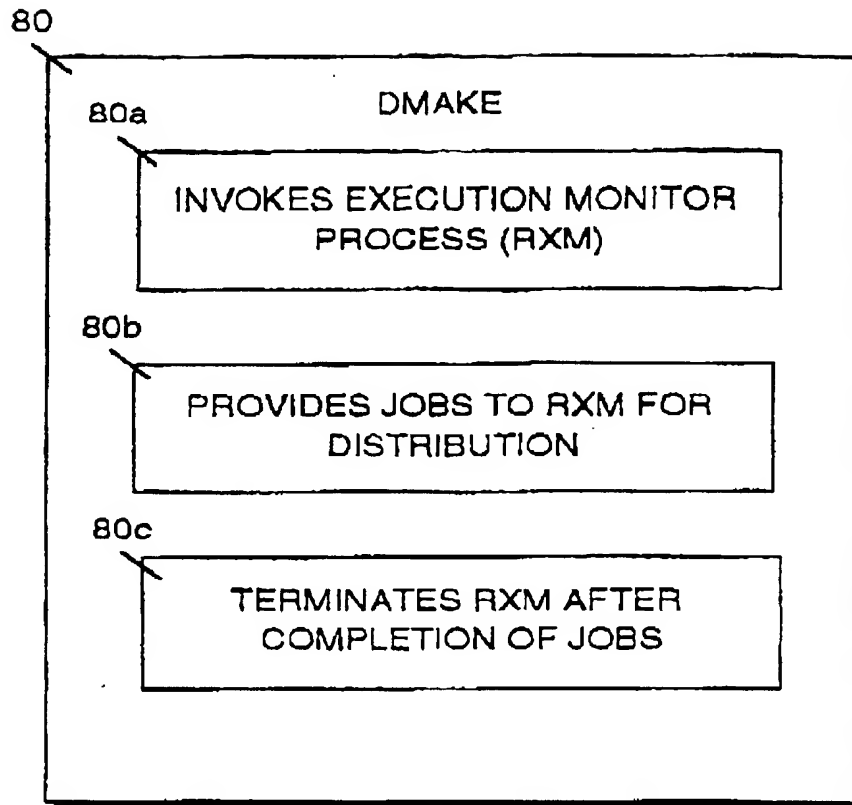 80
DMAKE
80a
INVOKES EXECUTION MONITOR
PROCESS (RXM)
80b
PROVIDES JOBS TO RXM FOR
DISTRIBUTION
80c
TERMINATES RXM AFTER
COMPLETION OF JOBS